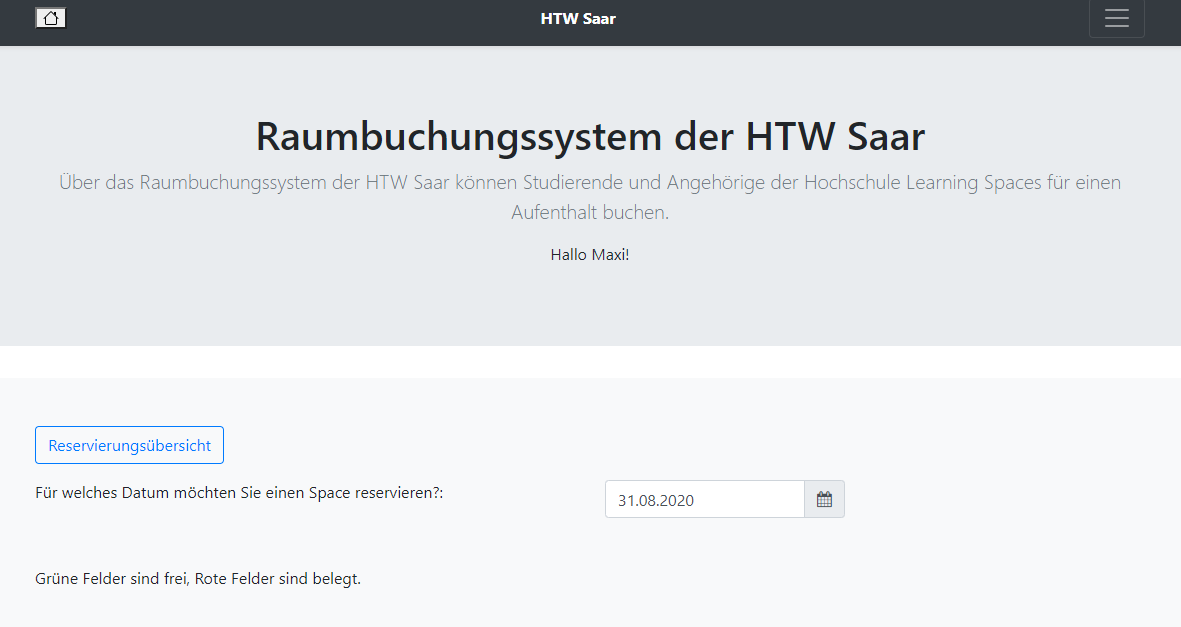 HTW Saar
Raumbuchungssystem der HTW Saar
Über das Raumbuchungssystem der HTW Saar können Studierende und Angehörige der Hochschule Learning Spaces für einen
Aufenthalt buchen.
Hallo Maxi!
Reservierungsübersicht
Für welches Datum möchten Sie einen Space reservieren?:
31.08.2020
Grüne Felder sind frei, Rote Felder sind belegt.